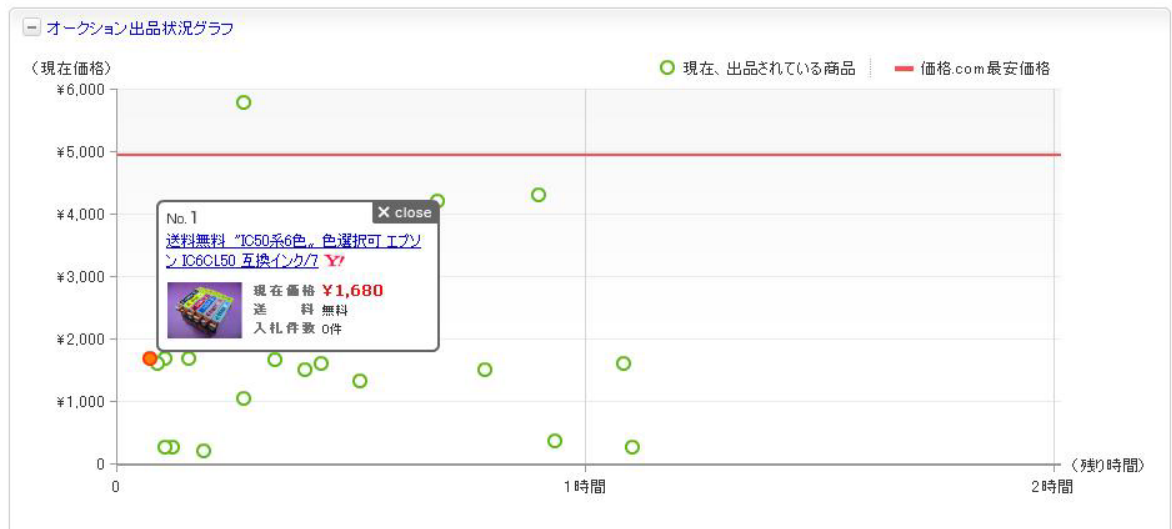 オークション出品状況グラフ
（現在価格）
現在、出品されている商品
価格.com最安価格
¥6,000
¥5,000
¥4,000
¥3,000
¥2,000
¥1,000
0
No. 1
× close
送料無料 〝IC50系6色〟 色選択可 エプソ
ン IC6CL50 互換インク/7 Y!
現在価格 ¥1,680
送　　料 無料
入札件数 0件
0
1時間
2時間
（残り時間）